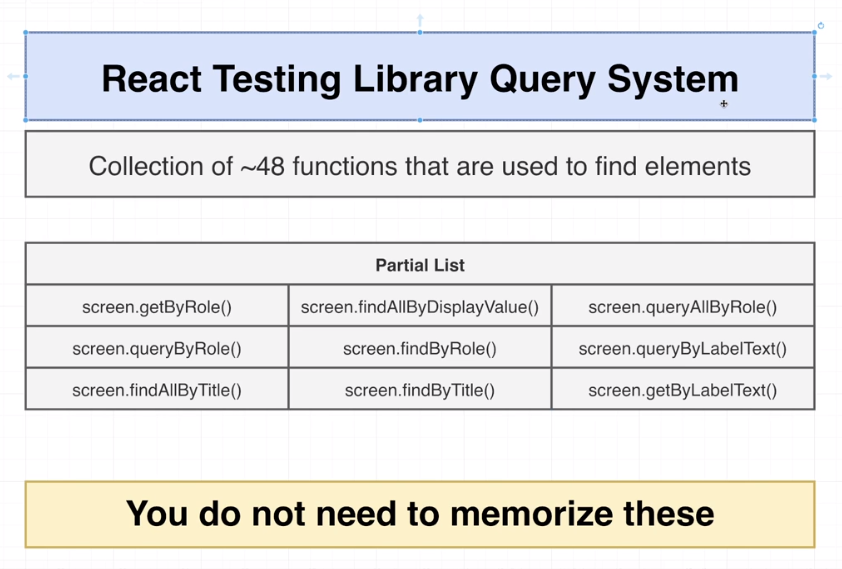 React Testing Library Query System
Collection of ~48 functions that are used to find elements
Partial List
screen.getByRole() screen.findAllByDisplayValue() screen.queryAllByRole()
screen.queryByRole() screen.findByRole() screen.queryByLabelText()
screen.findAllByTitle() screen.findByTitle() screen.getByLabelText()
You do not need to memorize these